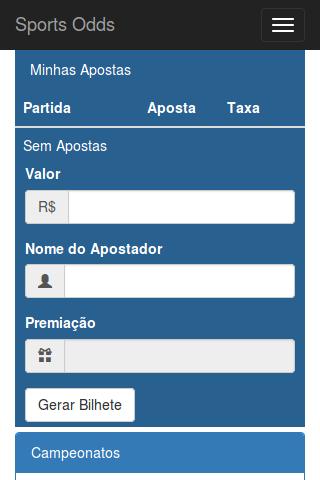 Sports Odds
Minhas Apostas
Partida Aposta Taxa
Sem Apostas
Valor
R$
Nome do Apostador
Premiação
Gerar Bilhete
Campeonatos